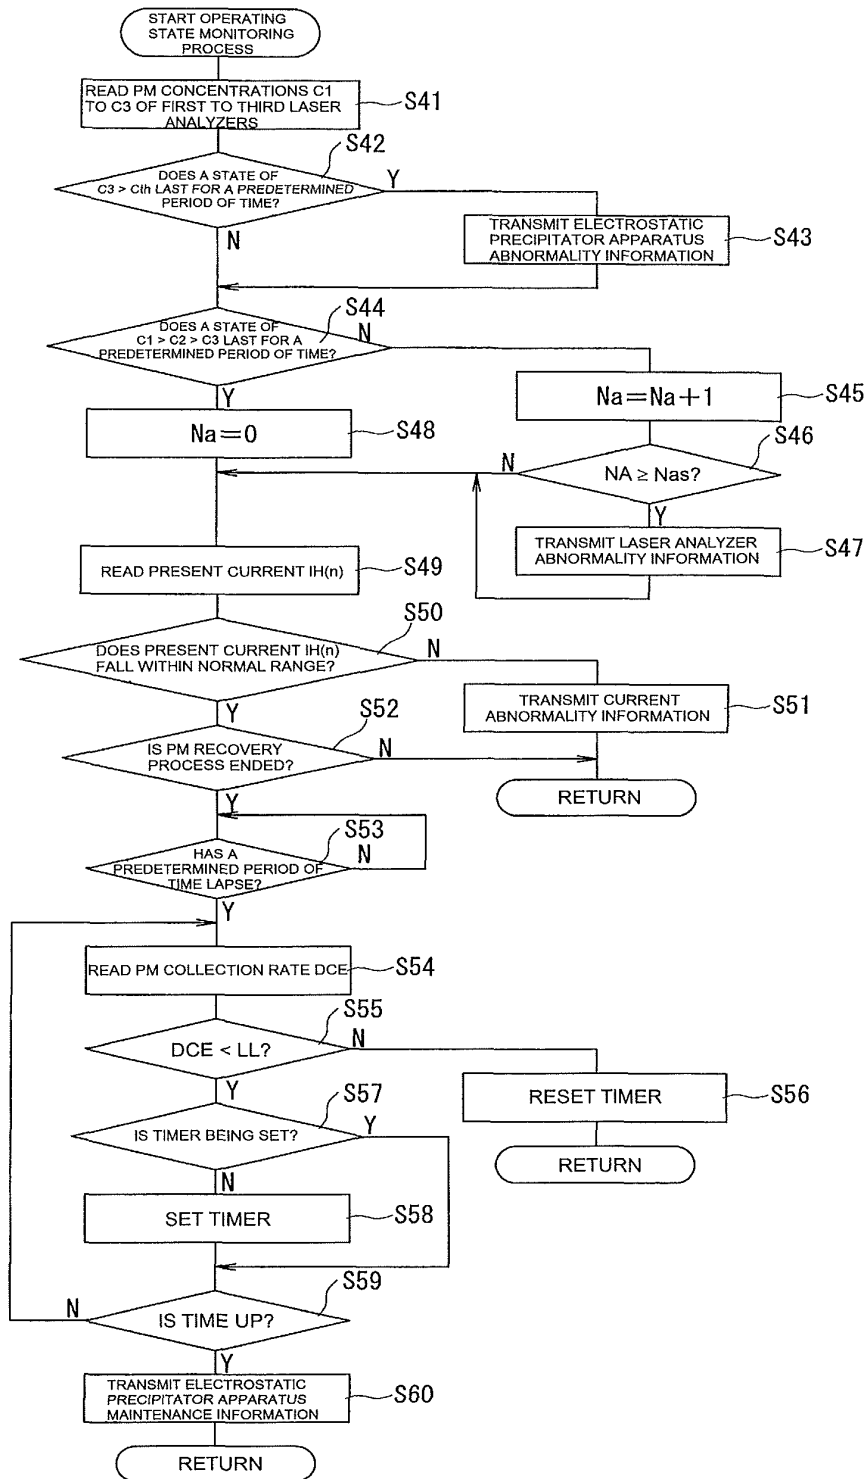 START OPERATING
STATE MONITORING
PROCESS
READ PM CONCENTRATIONS C1
TO C3 OF FIRST TO THIRD LASER
ANALYZERS
S41
S42
DOES A STATE OF
C3 > Cth LAST FOR A PREDETERMINED
PERIOD OF TIME?
Y
N
TRANSMIT ELECTROSTATIC
PRECIPITATOR APPARATUS
ABNORMALITY INFORMATION
S43
S44
DOES A STATE OF
C1 > C2 > C3 LAST FOR A
PREDETERMINED PERIOD OF TIME?
N
Y
Na=Na+1
S45
Na=0
S48
S46
NA ≥ Nas?
N
Y
TRANSMIT LASER ANALYZER
ABNORMALITY INFORMATION
S47
READ PRESENT CURRENT IH(n)
S49
S50
DOES PRESENT CURRENT IH(n)
FALL WITHIN NORMAL RANGE?
N
Y
TRANSMIT CURRENT
ABNORMALITY INFORMATION
S51
S52
IS PM RECOVERY
PROCESS ENDED?
N
Y
RETURN
S53
HAS A
PREDETERMINED PERIOD OF
TIME LAPSE?
N
Y
READ PM COLLECTION RATE DCE
S54
S55
DCE < LL?
N
Y
RESET TIMER
S56
RETURN
S57
IS TIMER BEING SET?
Y
N
SET TIMER
S58
S59
IS TIME UP?
N
Y
TRANSMIT ELECTROSTATIC
PRECIPITATOR APPARATUS
MAINTENANCE INFORMATION
S60
RETURN